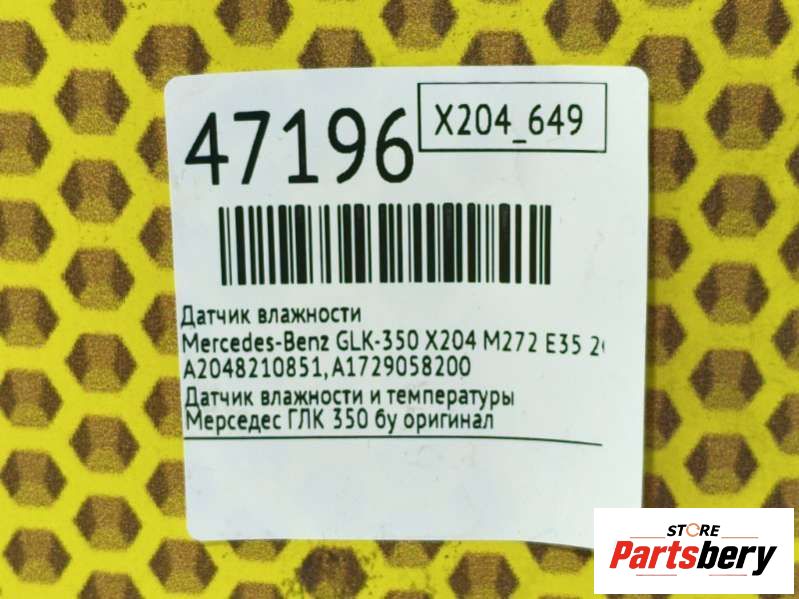 47196
X204_649
Датчик влажности
Mercedes-Benz GLK-350 X204 M272 E35
A2048210851, A1729058200
Датчик влажности и температуры
Мерседес ГЛК 350 бу оригинал
STORE
Partsbery